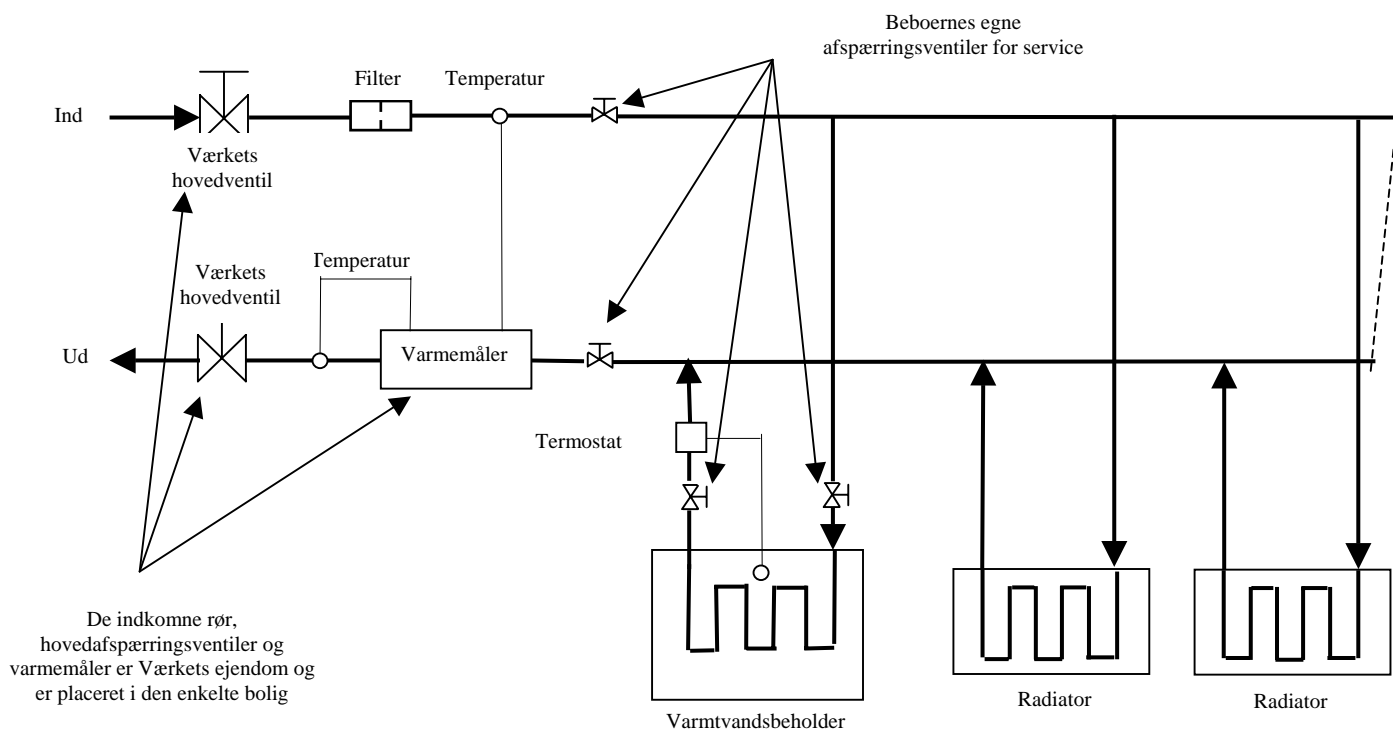 Beboernes egne
afspærringsventiler for service
Filter
Temperatur
Ind
Værkets
hovedventil
Værkets
hovedventil
Temperatur
Ud
Varmemåler
Termostat
De indkomne rør,
hovedafspærringsventiler og
varmemåler er Værkets ejendom og
er placeret i den enkelte bolig
Varmtvandsbeholder
Radiator
Radiator